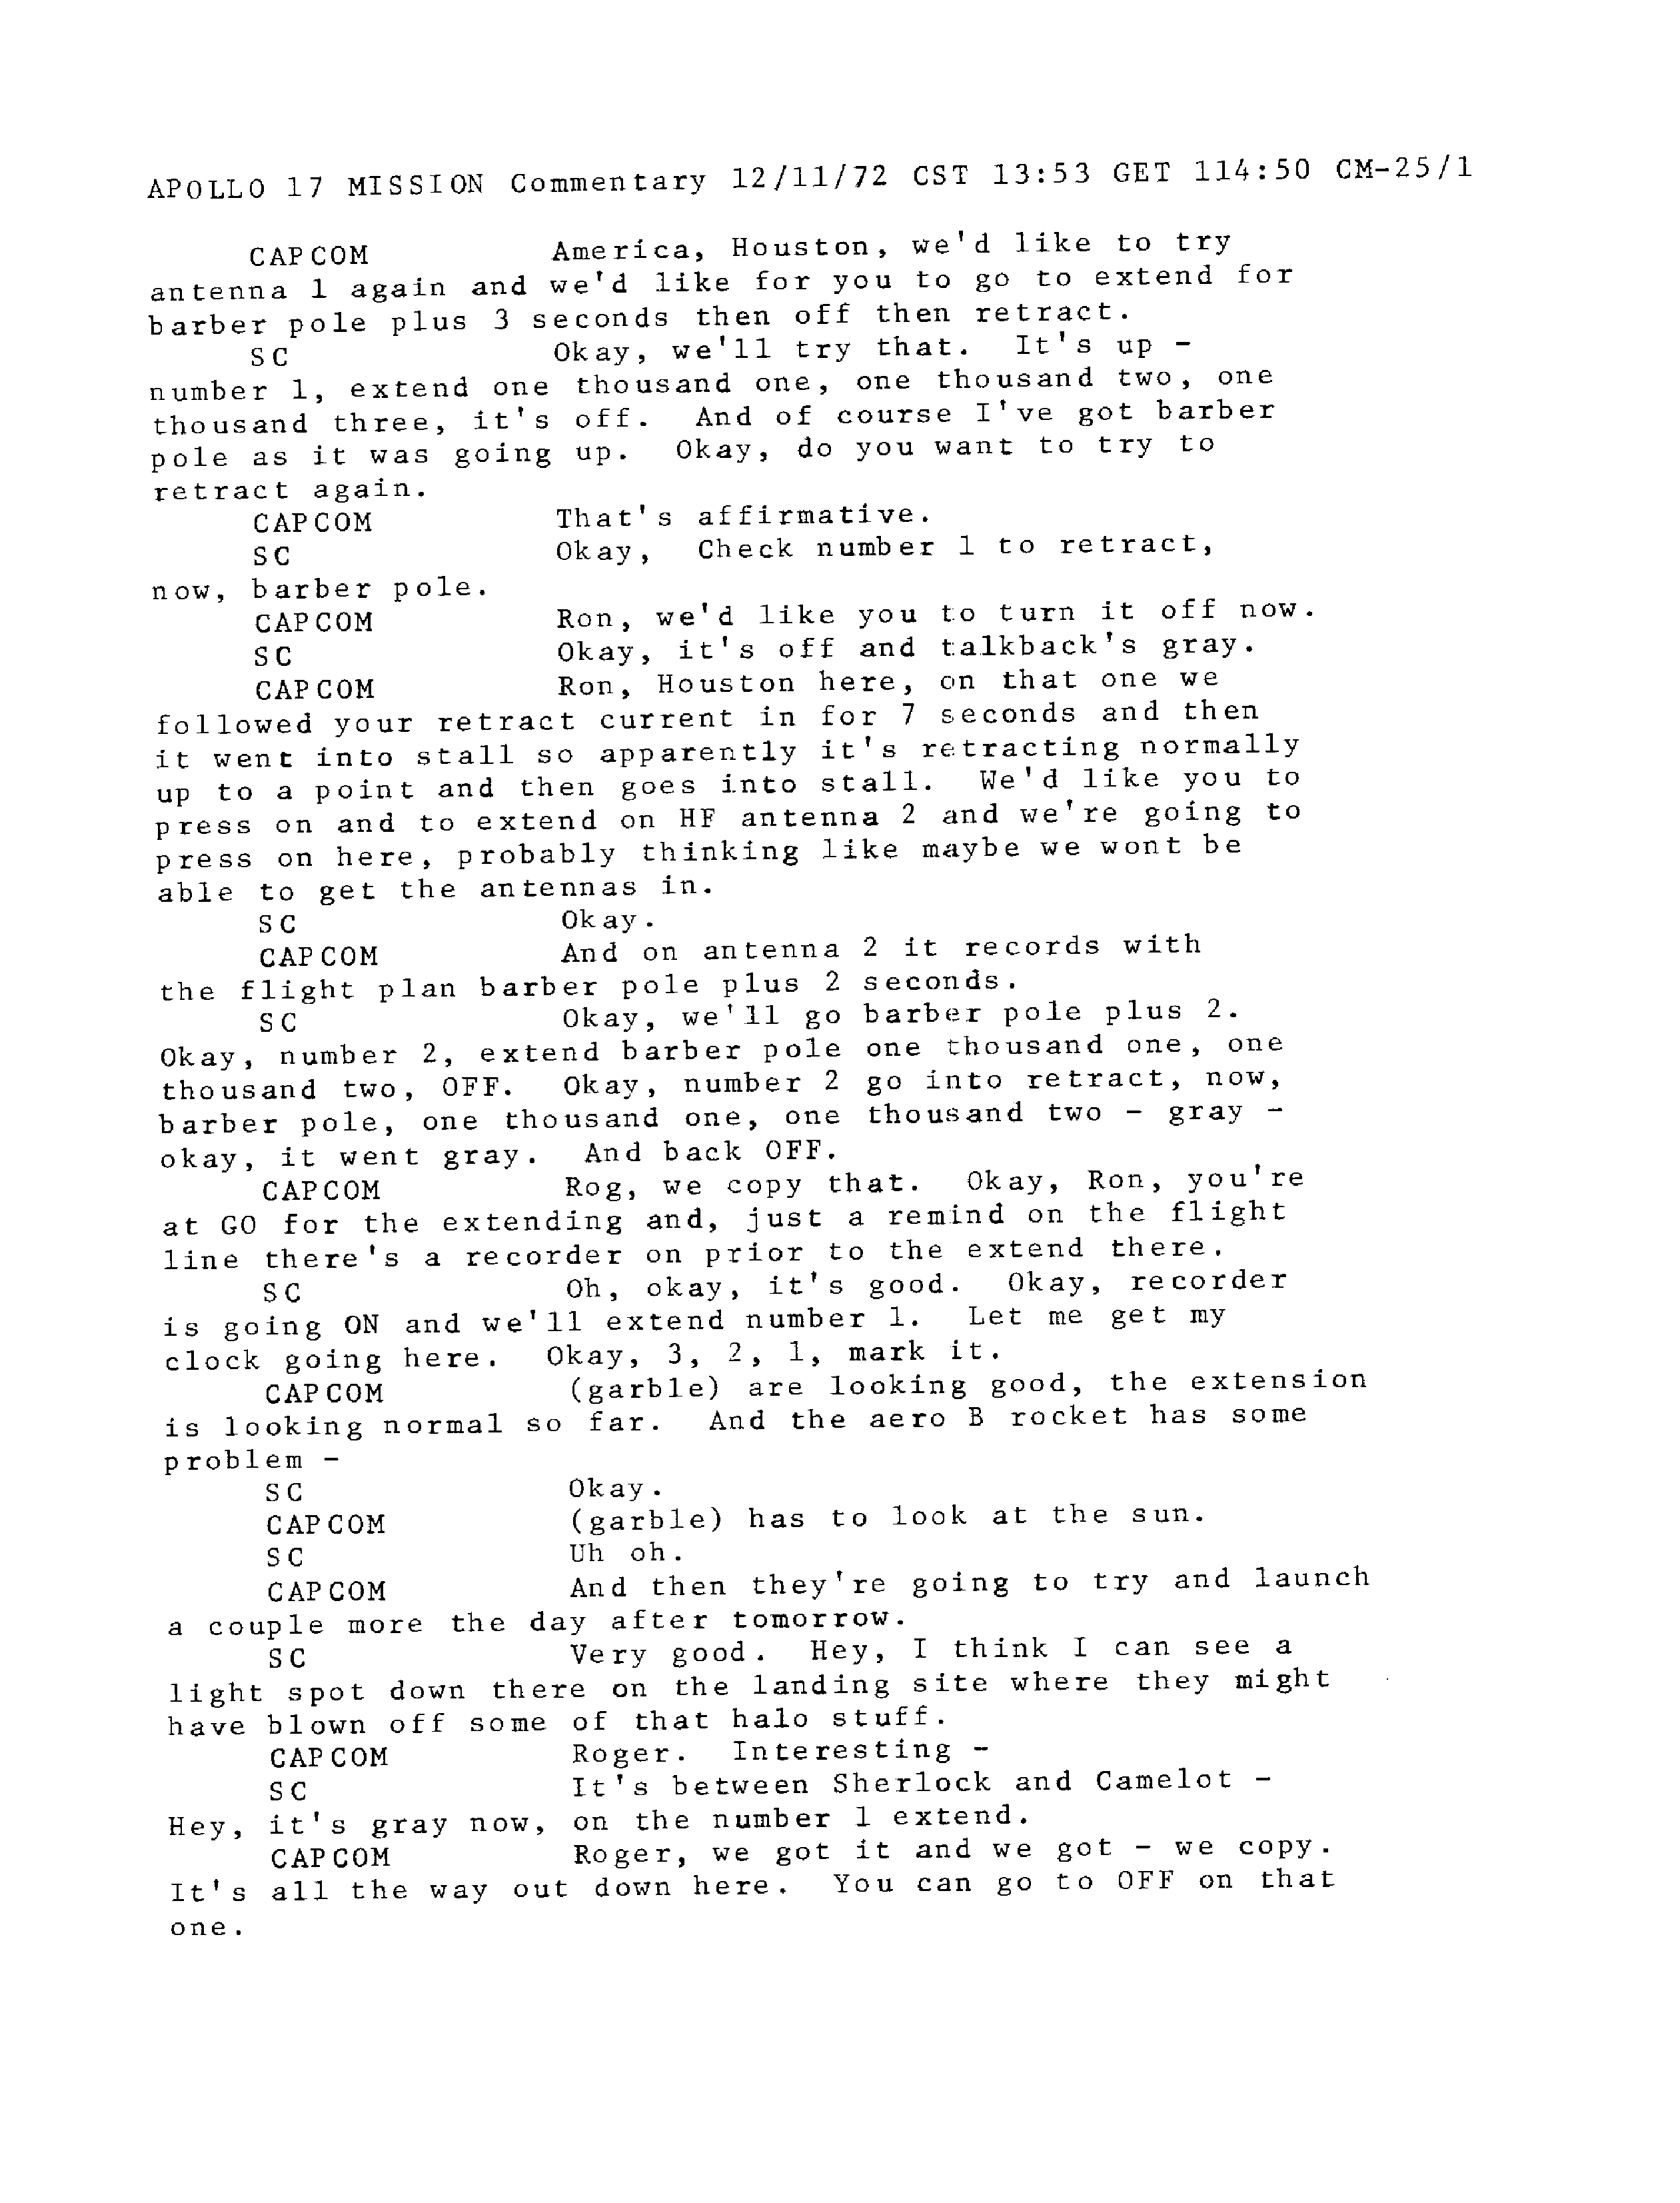 APOLLO 17 MISSION Commentary 12/11/72 CST 13:53 GET 114:50 CM-25/1
CAPCOM America, Houston, we'd like to try
antenna 1 again and we'd like for you to go to extend for
barber pole plus 3 seconds then off then retract.
SC Okay, we'll try that. It's up -
number 1, extend one thousand one, one thousand two, one
thousand three, it's off. And of course I've got barber
pole as it was going up. Okay, do you want to try to
retract again.
CAPCOM That's affirmative.
SC Okay, Check number 1 to retract,
now, barber pole.
CAPCOM Ron, we'd like you to turn it off now.
SC Okay, it's off and talkback's gray.
CAPCOM Ron, Houston here, on that one we
followed your retract current in for 7 seconds and then
it went into stall so apparently it's retracting normally
up to a point and then goes into stall. We'd like you to
press on and to extend on HF antenna 2 and we're going to
press on here, probably thinking like maybe we wont be
able to get the antennas in.
SC Okay.
CAPCOM And on antenna 2 it records with
the flight plan barber pole plus 2 seconds.
SC Okay, we'll go barber pole plus 2.
Okay, number 2, extend barber pole one thousand one, one
thousand two, OFF. Okay, number 2 go into retract, now,
barber pole, one thousand one, one thousand two - gray -
okay, it went gray. And back OFF.
CAPCOM Rog, we copy that. Okay, Ron, you're
at GO for the extending and, just a remind on the flight
line there's a recorder on prior to the extend there.
SC Oh, okay, it's good. Okay, recorder
is going ON and we'll extend number 1. Let me get my
clock going here. Okay, 3, 2, 1, mark it.
CAPCOM (garble) are looking good, the extension
is looking normal so far. And the aero B rocket has some
problem -
SC Okay.
CAPCOM (garble) has to look at the sun.
SC Uh oh.
CAPCOM And then they're going to try and launch
a couple more the day after tomorrow.
SC Very good. Hey, I think I can see a
light spot down there on the landing site where they might
have blown off some of that halo stuff.
CAPCOM Roger. Interesting -
SC It's between Sherlock and Camelot -
Hey, it's gray now, on the number 1 extend.
CAPCOM Roger, we got it and we got - we copy.
It's all the way out down here. You can go to OFF on that
one.